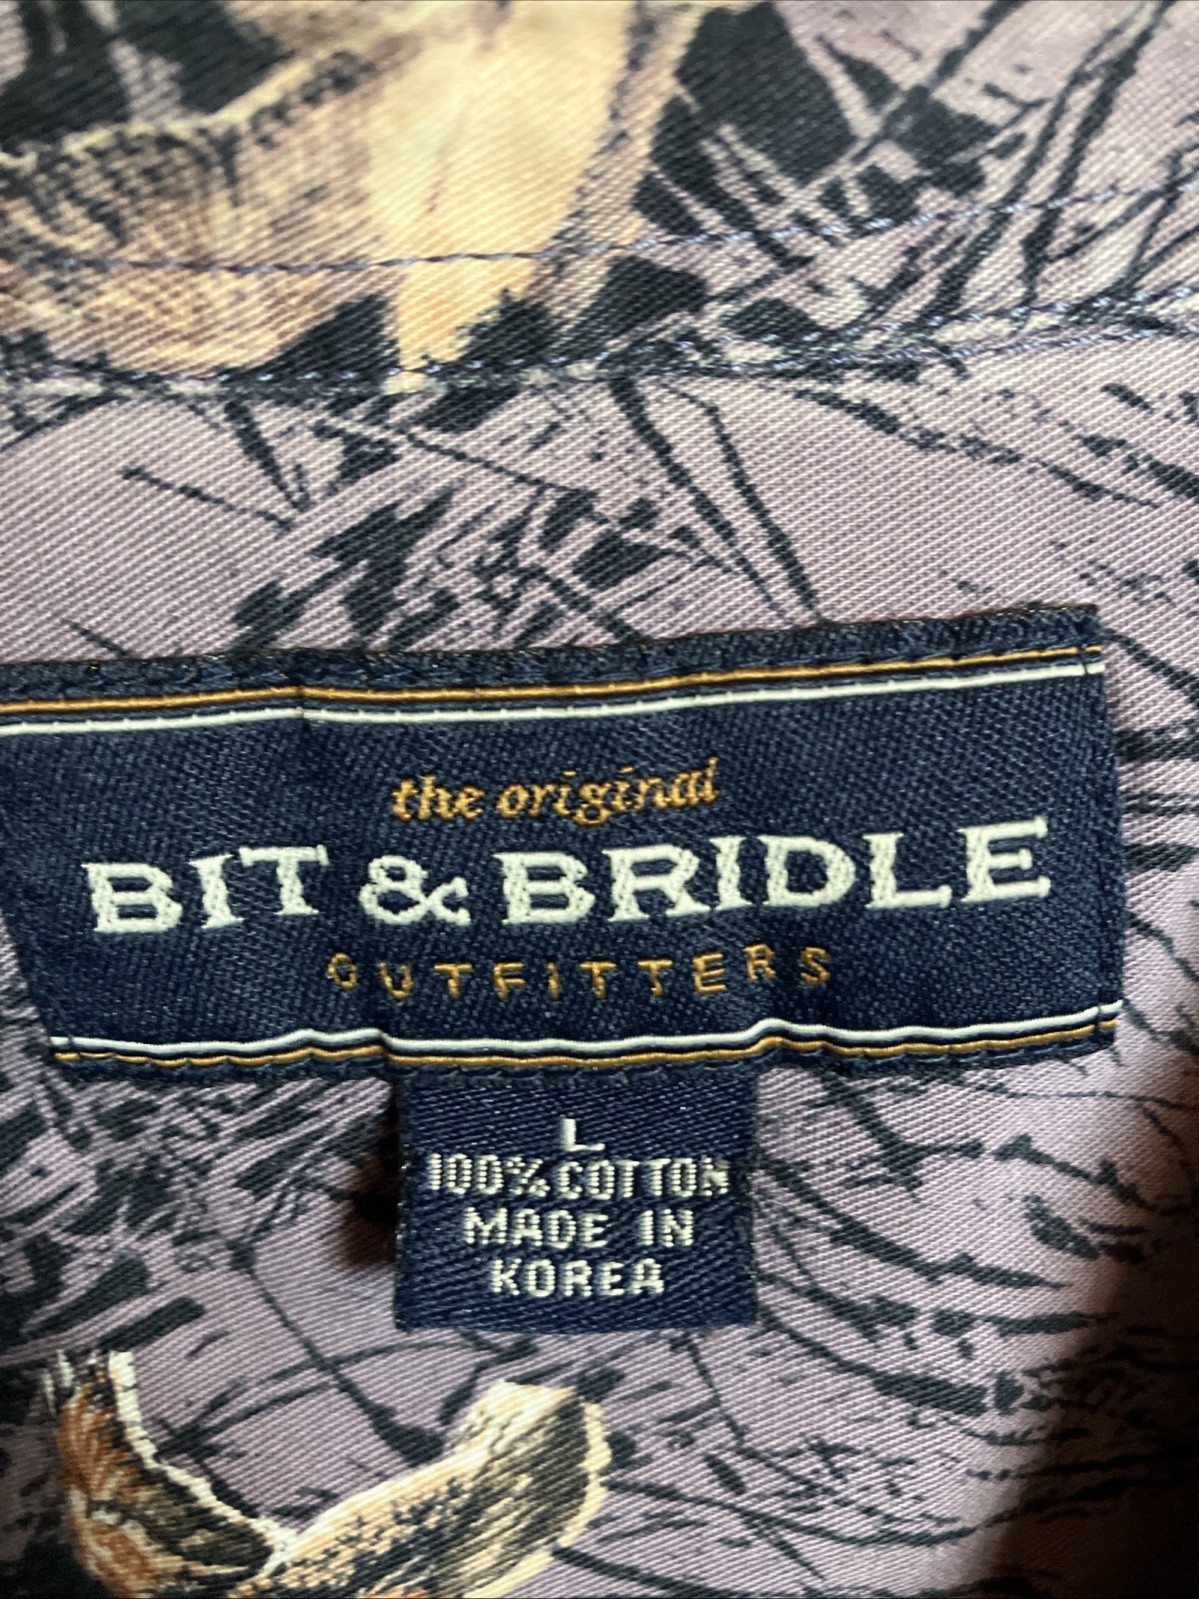 the original
BIT & BRIDLE
OUTFITTERS
L
100% COTTON
MADE IN
KOREA